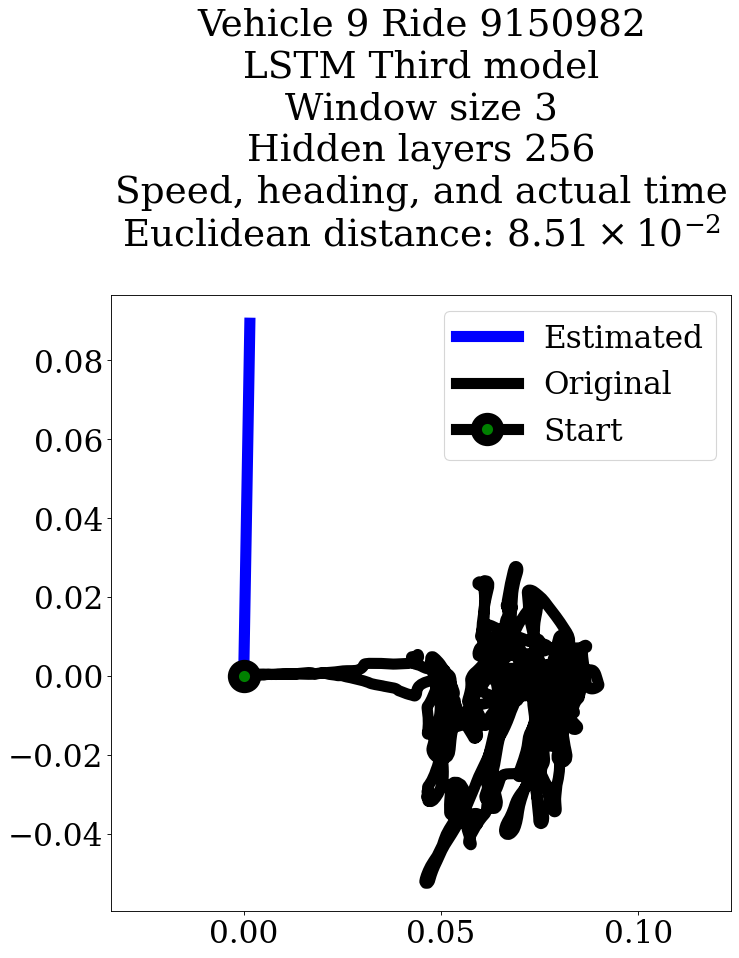 Vehicle 9 Ride 9150982
LSTM Third model
Window size 3
Hidden layers 256
Speed, heading, and actual time
Euclidean distance: 8.51 × 10⁻²
Estimated
Original
Start
0.08
0.06
0.04
0.02
0.00
−0.02
−0.04
0.00 0.05 0.10